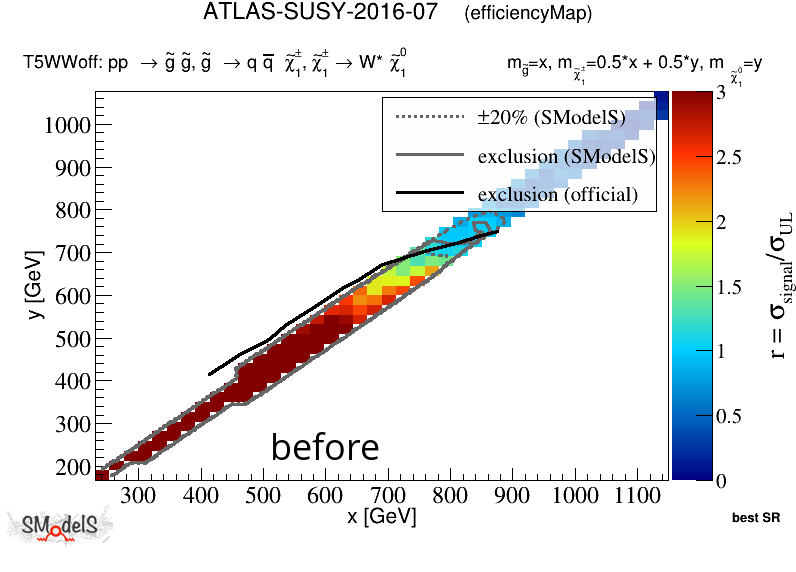 ATLAS-SUSY-2016-07 (efficiencyMap)
T5WWoff: pp → g̃ g̃, g̃ → q q̅ χ̃₁±, χ̃₁± → W* χ̃₁⁰ m_g̃=x, m_χ̃₁±=0.5*x + 0.5*y, m_χ̃₁⁰=y
±20% (SModelS)
exclusion (SModelS)
exclusion (official)
1000
900
800
700
600
500
400
300
200
y [GeV]
3
2.5
2
1.5
1
0.5
0
r = σ_signal/σ_UL
before
300 400 500 600 700 800 900 1000 1100
x [GeV]
SModelS
best SR